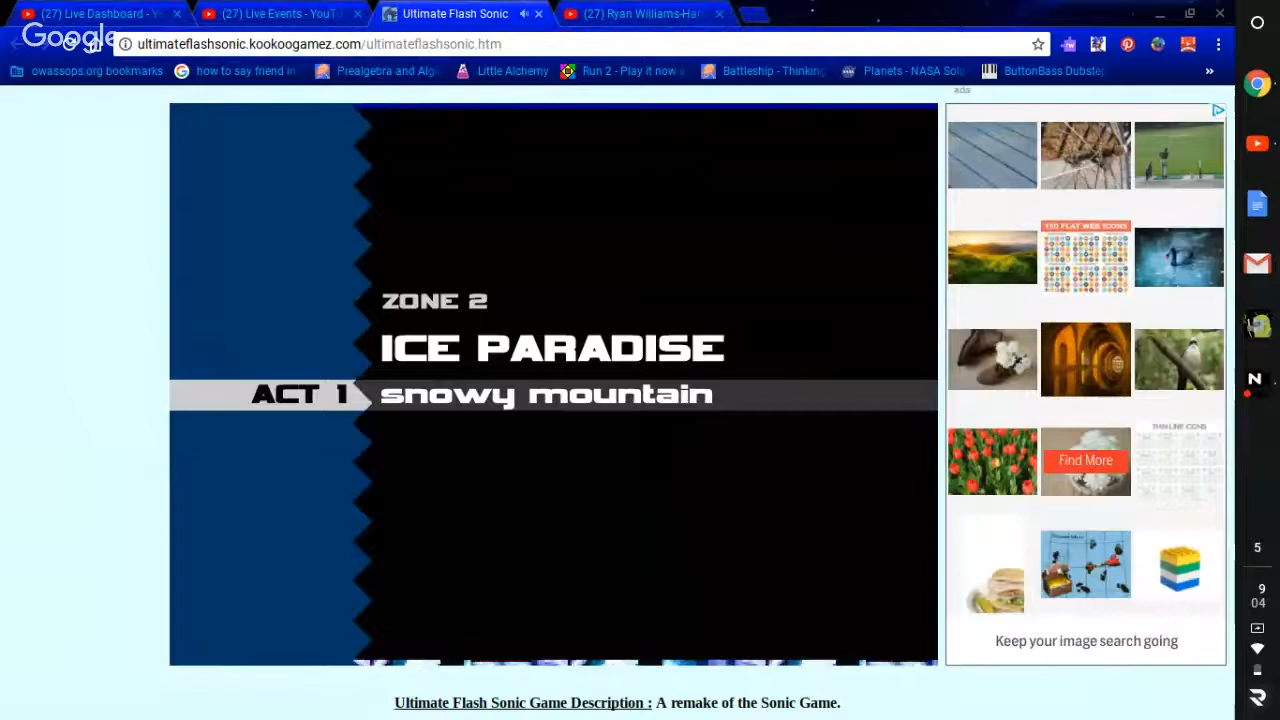 (27) Live Dashboard - Y
(27) Live Events - YouTu
Ultimate Flash Sonic
(27) Ryan Williams-Har
Google
ultimateflashsonic.kookoogamez.com/ultimateflashsonic.htm
owassops.org bookmarks
how to say friend in
Prealgebra and Alg
Little Alchemy
Run 2 - Play it now
Battleship - Thinking
Planets - NASA Sola
ButtonBass Dubste
»
ads
150 FLAT WEB ICONS
ZONE 2
ICE PARADISE
ACT 1 snowy mountain
THIN LINE ICONS
Find More
Keep your image search going
N
5
9
04
Ultimate Flash Sonic Game Description : A remake of the Sonic Game.